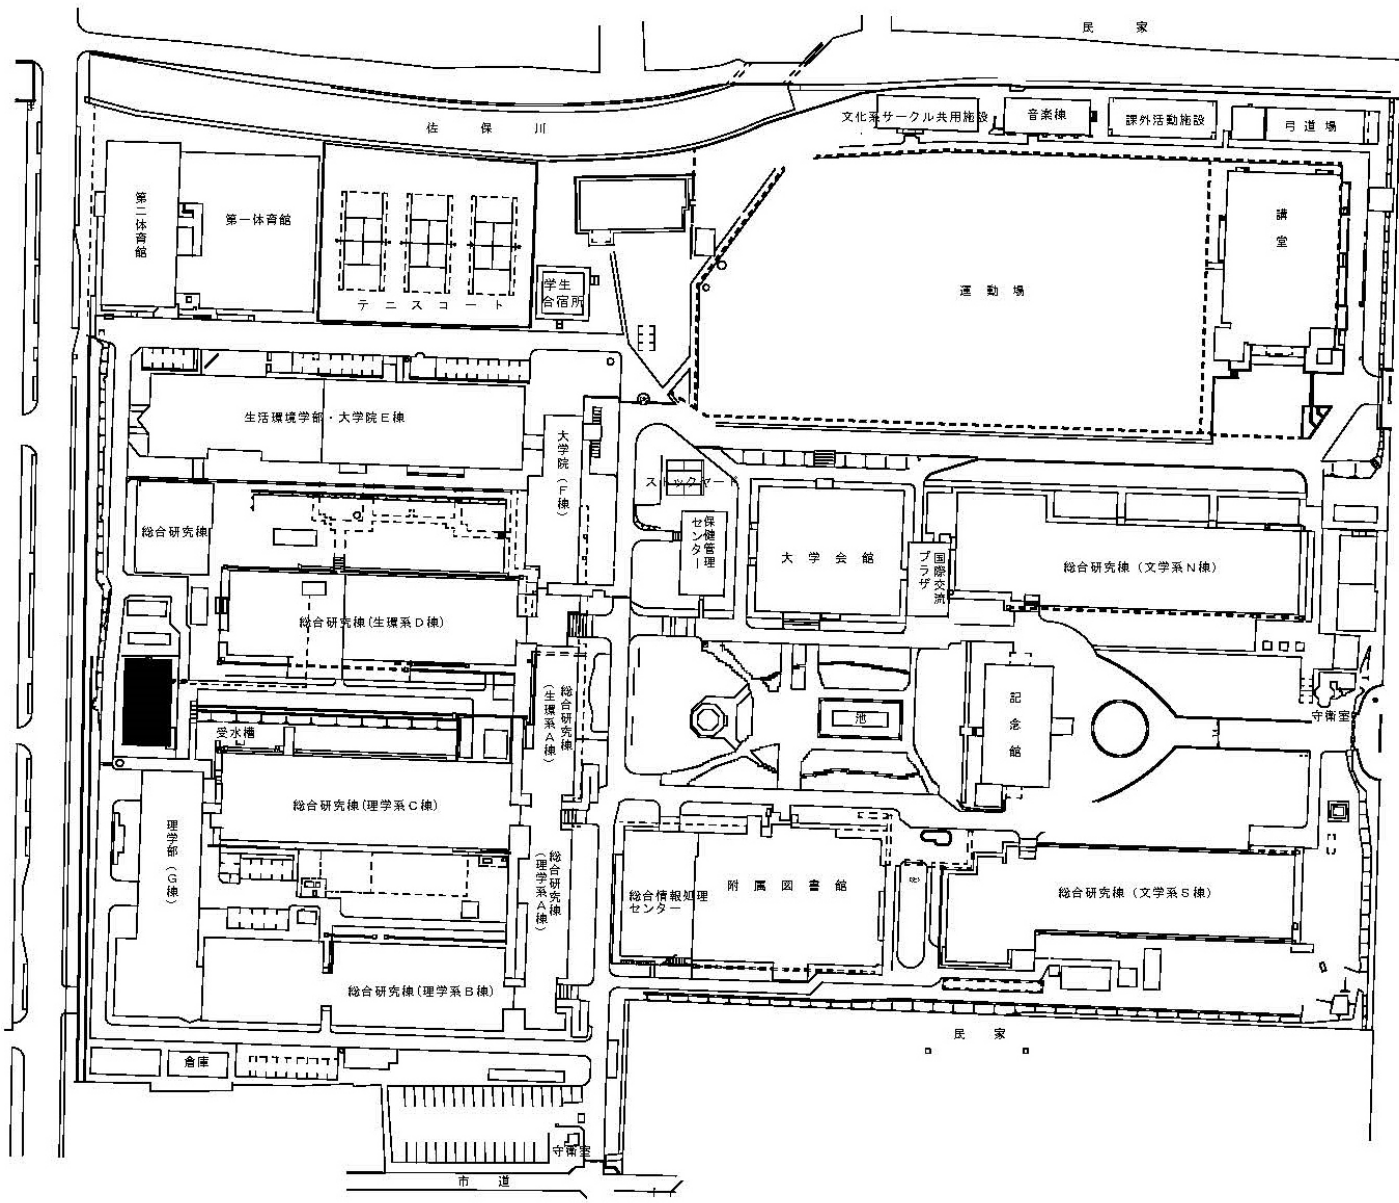 民家
佐保川
文化系サークル共用施設
音楽棟
課外活動施設
弓道場
第二体育館
第一体育館
テニスコート
学生
合宿所
運動場
講堂
生活環境学部・大学院E棟
大学院(F棟)
ストックヤード
総合研究棟
保健管理
センター
大学会館
国際交流
プラザ
総合研究棟(文学系N棟)
総合研究棟(生環系D棟)
総合研究棟
(生環系A棟)
受水槽
池
記念館
守衛室
総合研究棟(理学系C棟)
理学部(G棟)
総合研究棟
(理学系A棟)
総合情報処理
センター
附属図書館
総合研究棟(文学系S棟)
総合研究棟(理学系B棟)
民家
倉庫
守衛室
市道